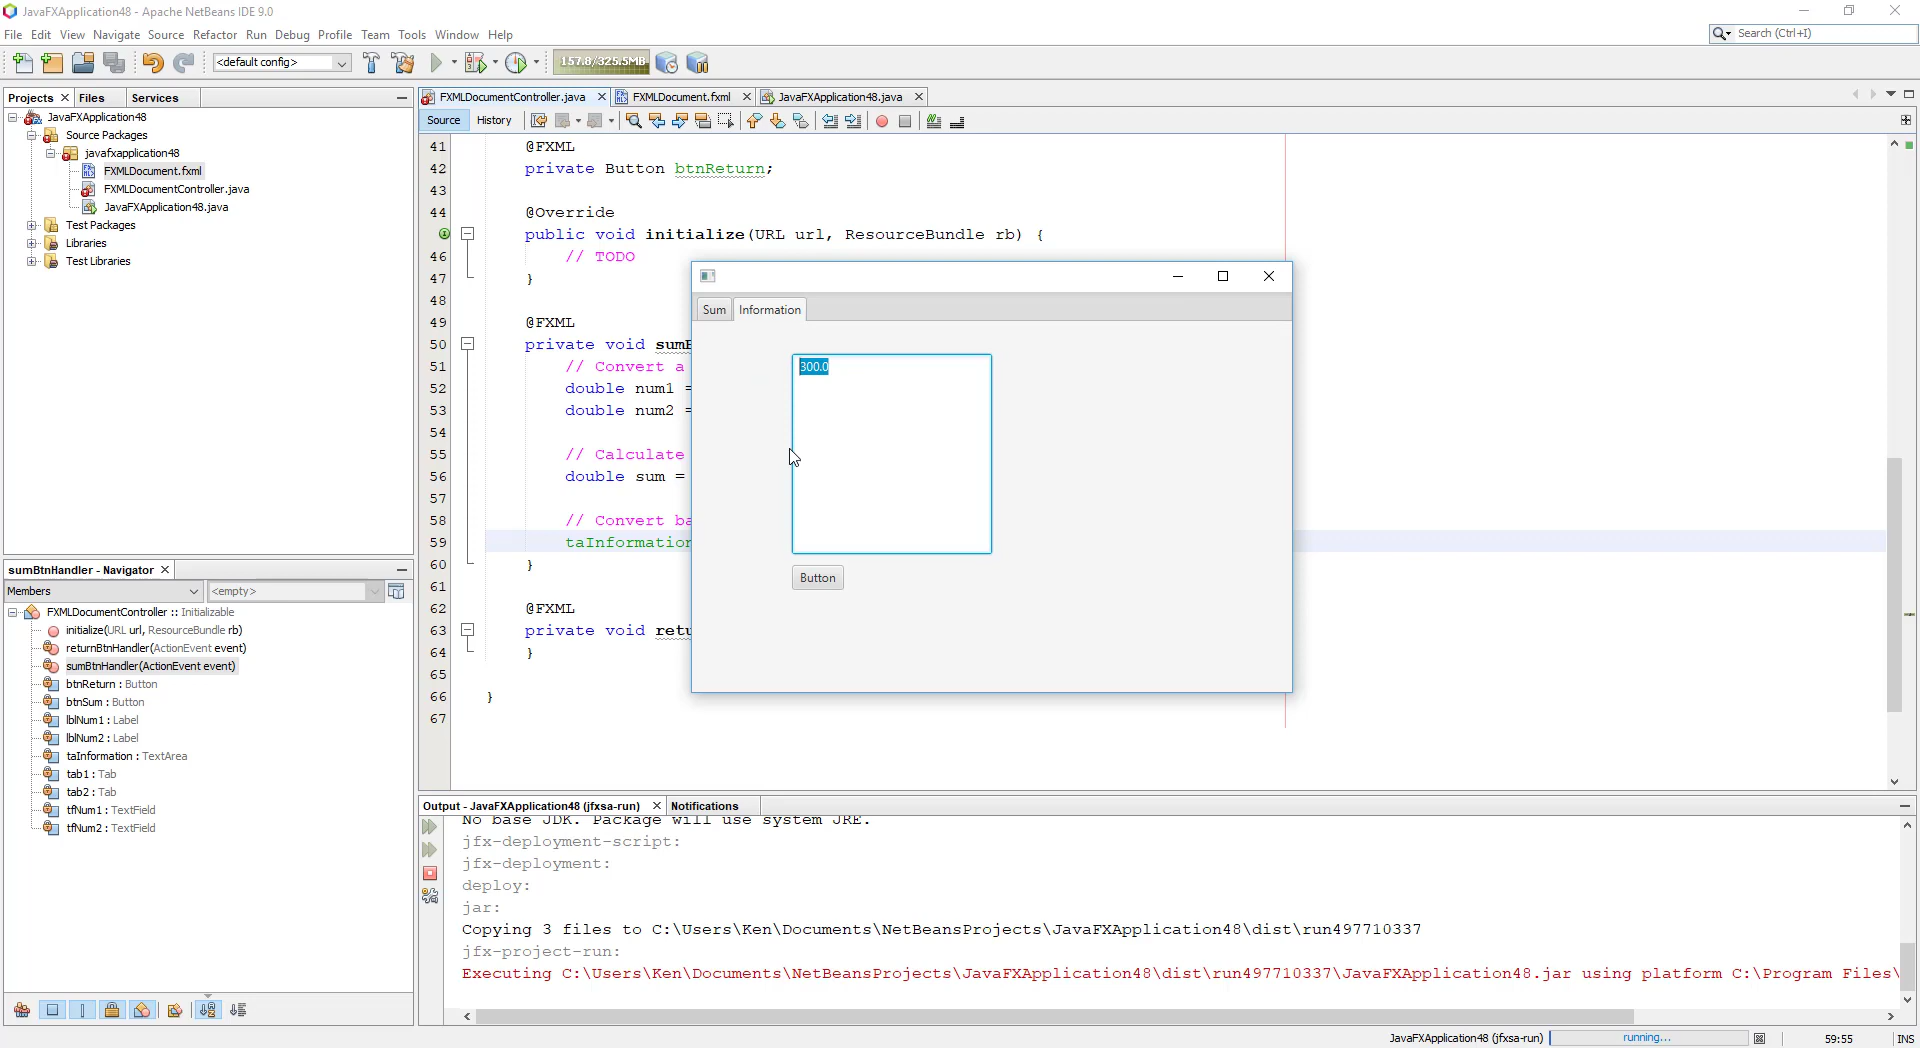 JavaFXApplication48 - Apache NetBeans IDE 9.0
File Edit View Navigate Source Refactor Run Debug Profile Team Tools Window Help
Search (Ctrl+I)
<default config>
157.8/325.5MB
Projects Files Services
JavaFXApplication48
Source Packages
javafxapplication48
FXMLDocument.fxml
FXMLDocumentController.java
JavaFXApplication48.java
Test Packages
Libraries
Test Libraries
FXMLDocumentController.java FXMLDocument.fxml JavaFXApplication48.java
Source History
41 @FXML
42 private Button btnReturn;
43
44 @Override
public void initialize(URL url, ResourceBundle rb) {
46 // TODO
47 }
48
49 @FXML
50 private void sumB
51 // Convert a
52 double num1 =
53 double num2 =
54
55 // Calculate
56 double sum =
57
58 // Convert ba
59 taInformation
60 }
61
62 @FXML
63 private void retu
64 }
65
66 }
67
Sum Information
300.0
Button
sumBtnHandler - Navigator
Members <empty>
FXMLDocumentController :: Initializable
initialize(URL url, ResourceBundle rb)
returnBtnHandler(ActionEvent event)
sumBtnHandler(ActionEvent event)
btnReturn : Button
btnSum : Button
lblNum1 : Label
lblNum2 : Label
taInformation : TextArea
tab1 : Tab
tab2 : Tab
tfNum1 : TextField
tfNum2 : TextField
Output - JavaFXApplication48 (jfxsa-run) Notifications
No base JDK. Package will use system JRE.
jfx-deployment-script:
jfx-deployment:
deploy:
jar:
Copying 3 files to C:\Users\Ken\Documents\NetBeansProjects\JavaFXApplication48\dist\run497710337
jfx-project-run:
Executing C:\Users\Ken\Documents\NetBeansProjects\JavaFXApplication48\dist\run497710337\JavaFXApplication48.jar using platform C:\Program Files\
JavaFXApplication48 (jfxsa-run) running... 59:55 INS